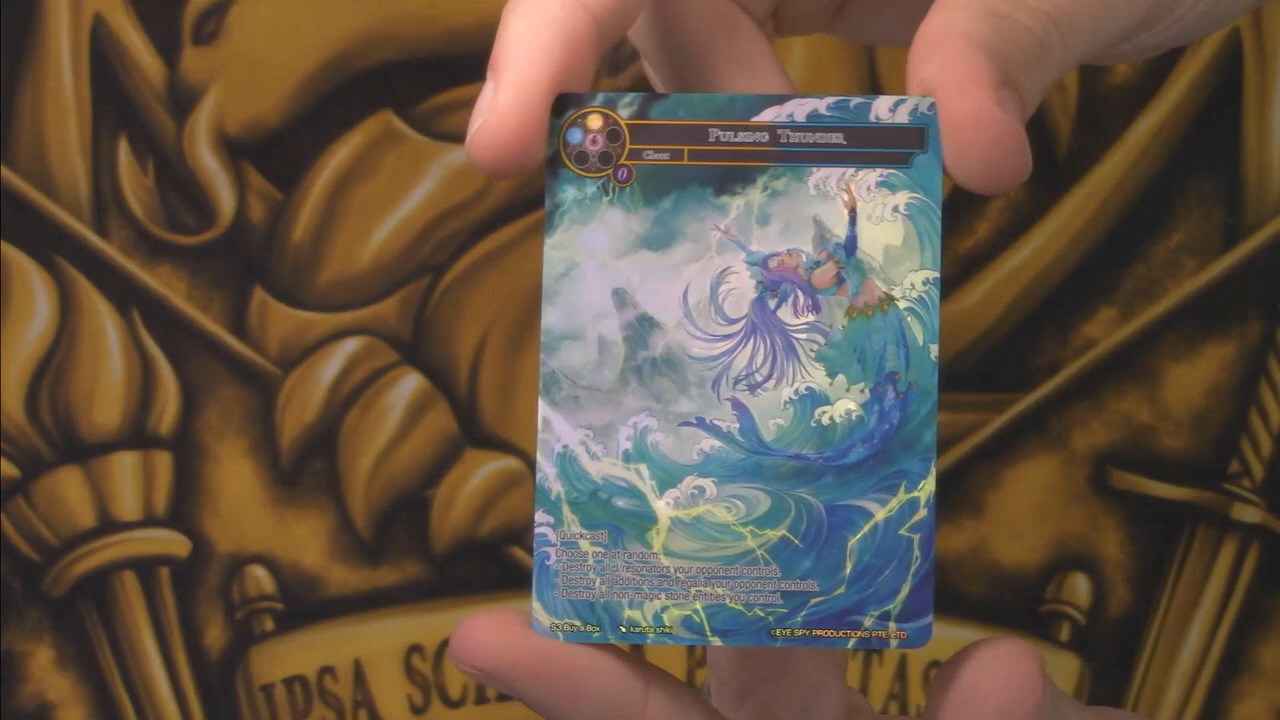 PULSING THUNDER
Chant
0
[Quickcast]
Choose one at random:
- Destroy all J/resonators your opponent controls.
- Destroy all additions and regalia your opponent controls.
- Destroy all non-magic stone entities you control.
S3 Buy a Box karuta shiki ©EYE SPY PRODUCTIONS PTE. LTD
IPSA SC